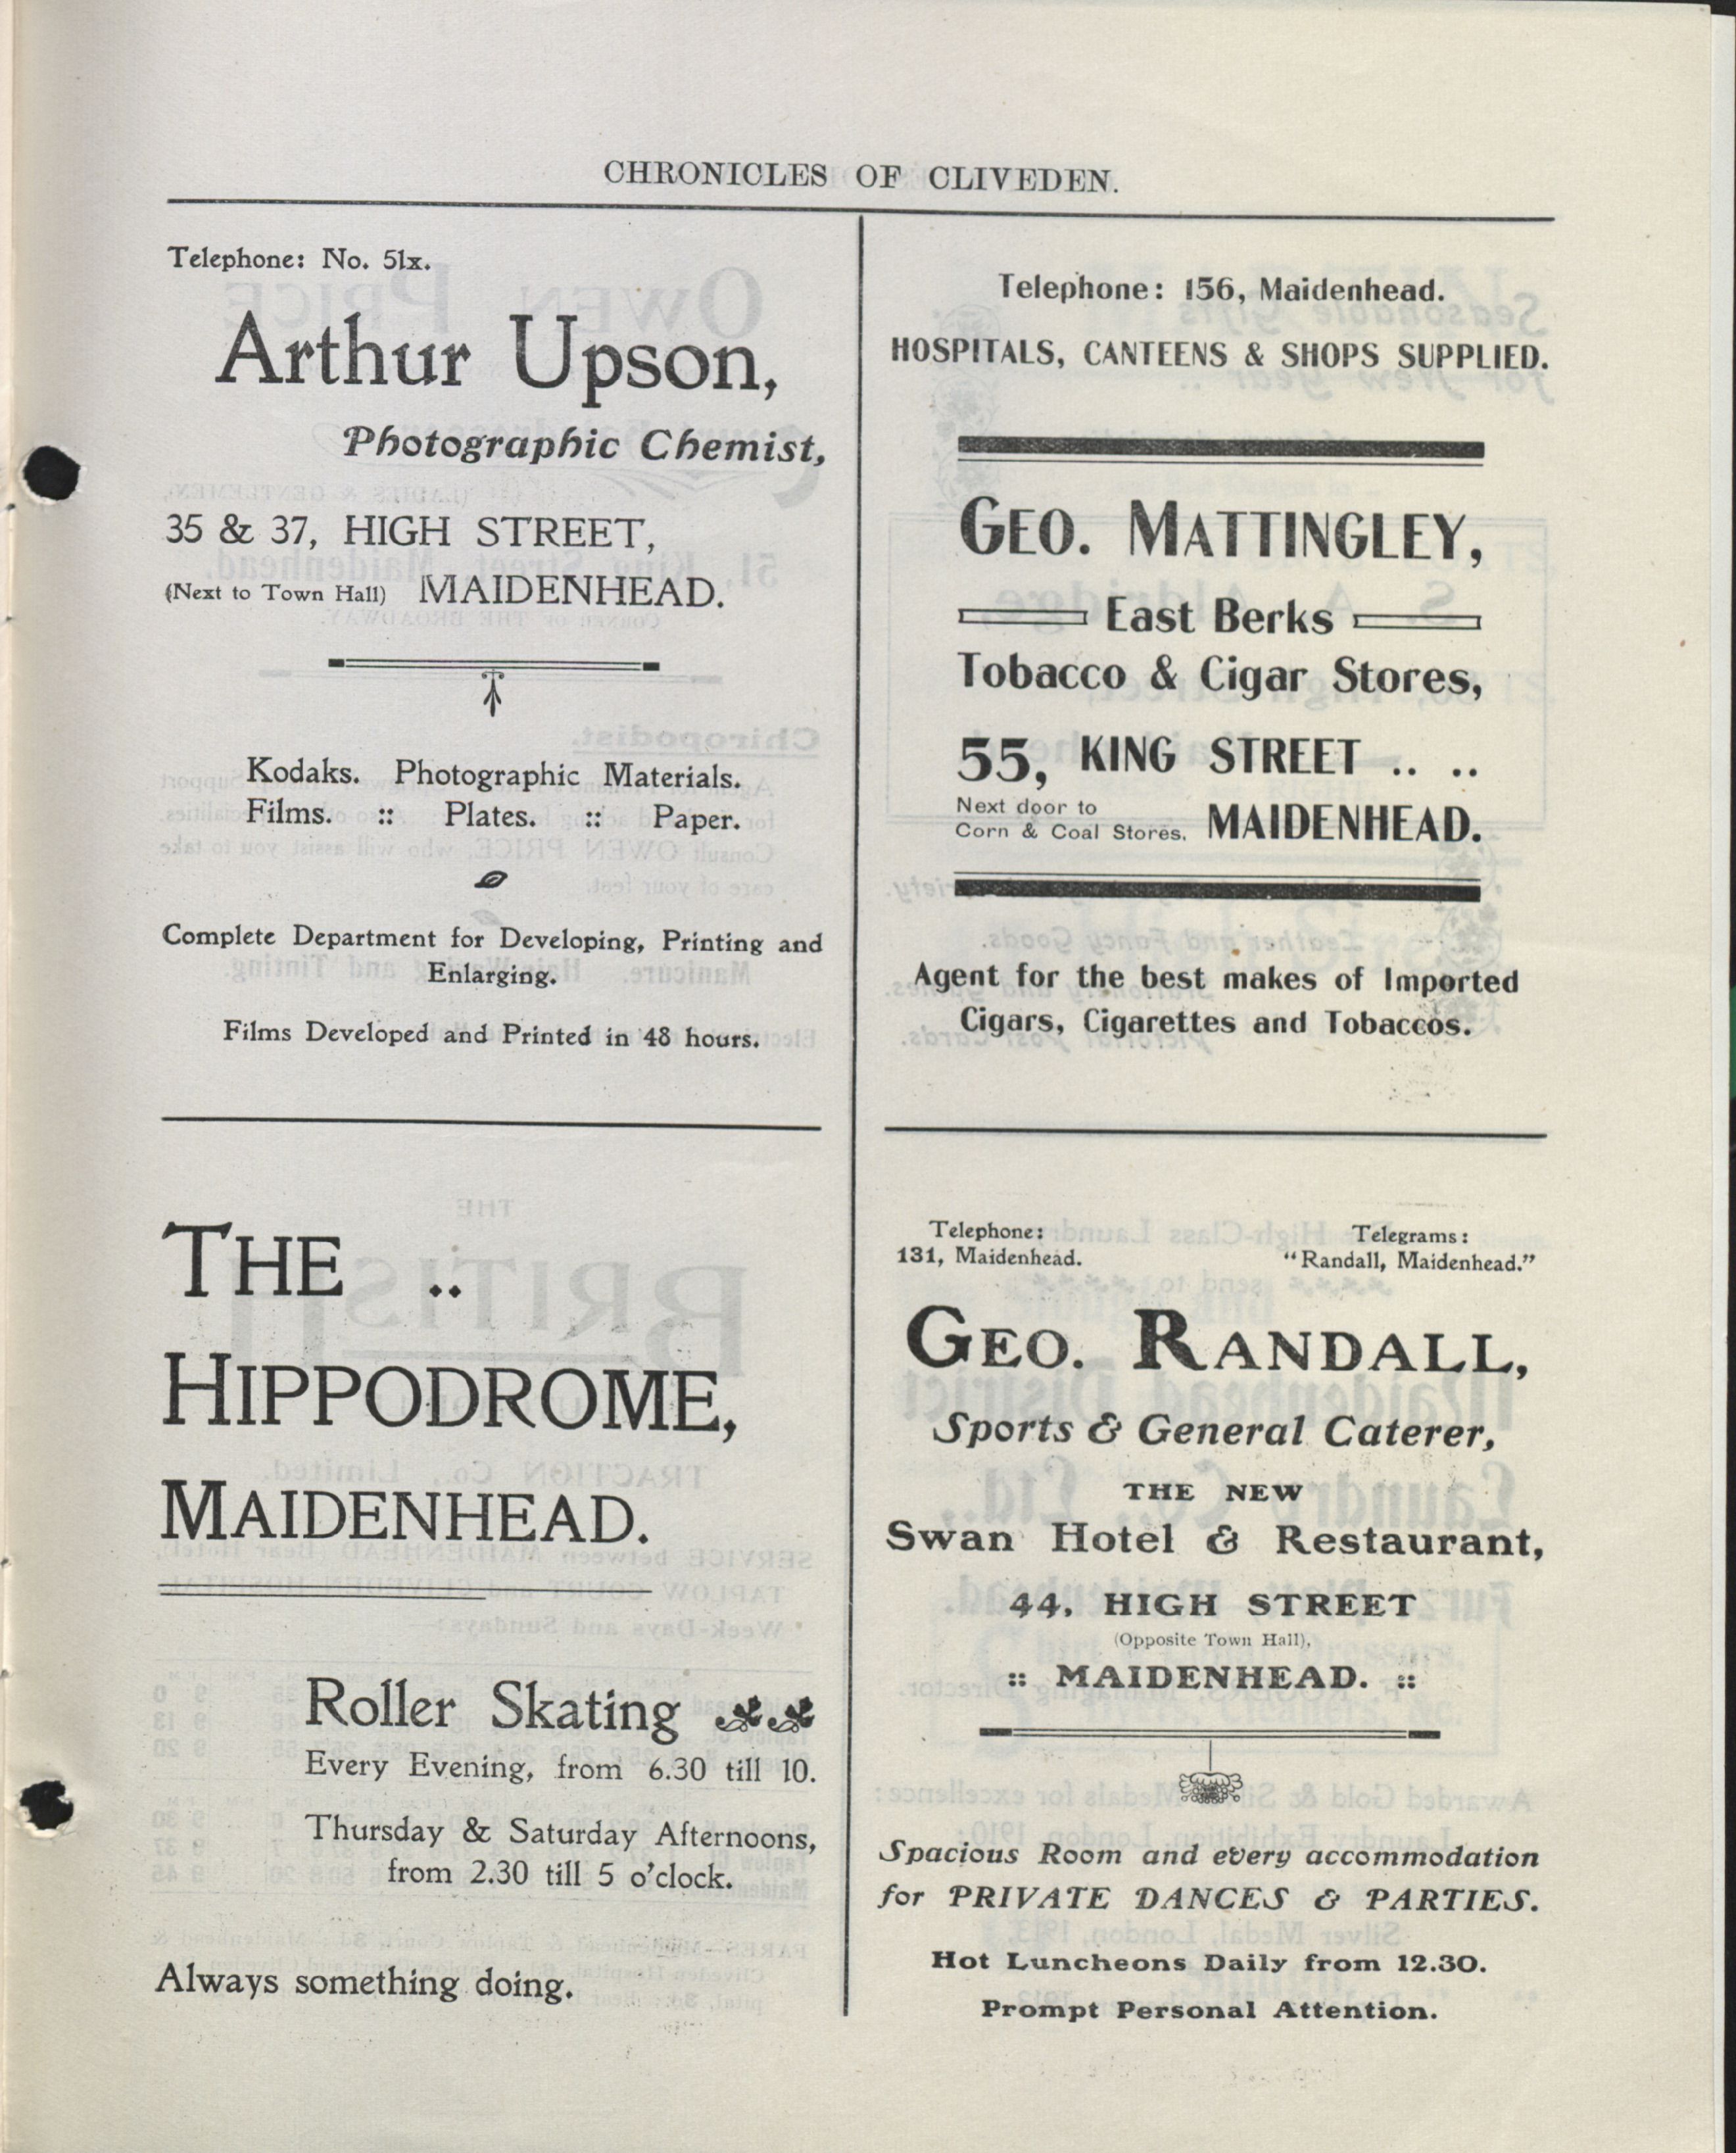 CHRONICLES OF CLIVEDEN.
Telephone: No. 51x.
Arthur Upson,
Photographic Chemist,
35 & 37, HIGH STREET,
(Next to Town Hall) MAIDENHEAD.
Kodaks. Photographic Materials.
Films. :: Plates. :: Paper.
Complete Department for Developing, Printing and
Enlarging.
Films Developed and Printed in 48 hours.
THE ..
HIPPODROME,
MAIDENHEAD.
Roller Skating
Every Evening, from 6.30 till 10.
Thursday & Saturday Afternoons,
from 2.30 till 5 o'clock.
Always something doing.
Telephone: 156, Maidenhead.
HOSPITALS, CANTEENS & SHOPS SUPPLIED.
GEO. MATTINGLEY,
East Berks
Tobacco & Cigar Stores,
55, KING STREET .. ..
Next door to
Corn & Coal Stores. MAIDENHEAD.
Agent for the best makes of Imported
Cigars, Cigarettes and Tobaccos.
Telephone: Telegrams:
131, Maidenhead. "Randall, Maidenhead."
GEO. RANDALL,
Sports & General Caterer,
THE NEW
Swan Hotel & Restaurant,
44, HIGH STREET
(Opposite Town Hall),
:: MAIDENHEAD. ::
Spacious Room and every accommodation
for PRIVATE DANCES & PARTIES.
Hot Luncheons Daily from 12.30.
Prompt Personal Attention.